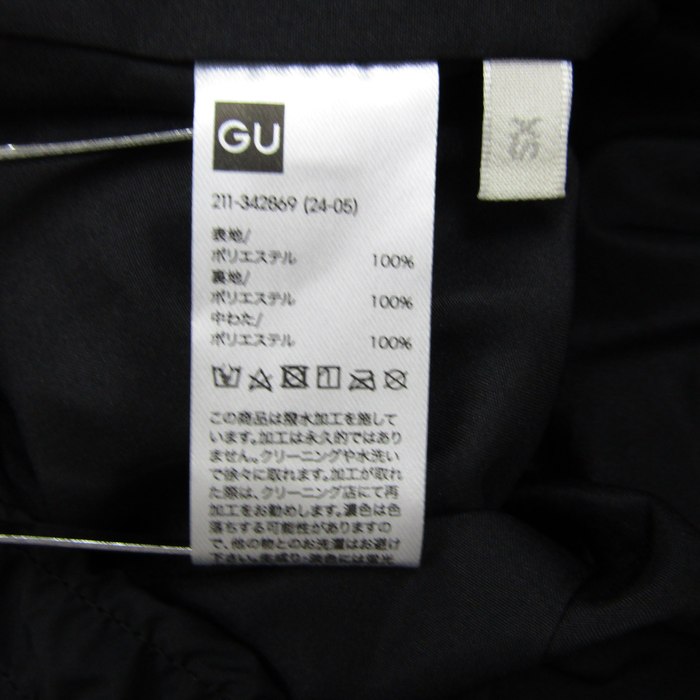 GU
XS
211-342869 (24-05)
表地/
ポリエステル 100%
裏地/
ポリエステル 100%
中わた/
ポリエステル 100%
この商品は撥水加工を施して
います。加工は永久的ではあり
ません。クリーニングや水洗い
で徐々に取れます。加工が取れ
た際は、クリーニング店にて再
加工をお勧めします。濃色は色
落ちする可能性がありますの
で、他の物とのお洗濯はお避け
下さい。